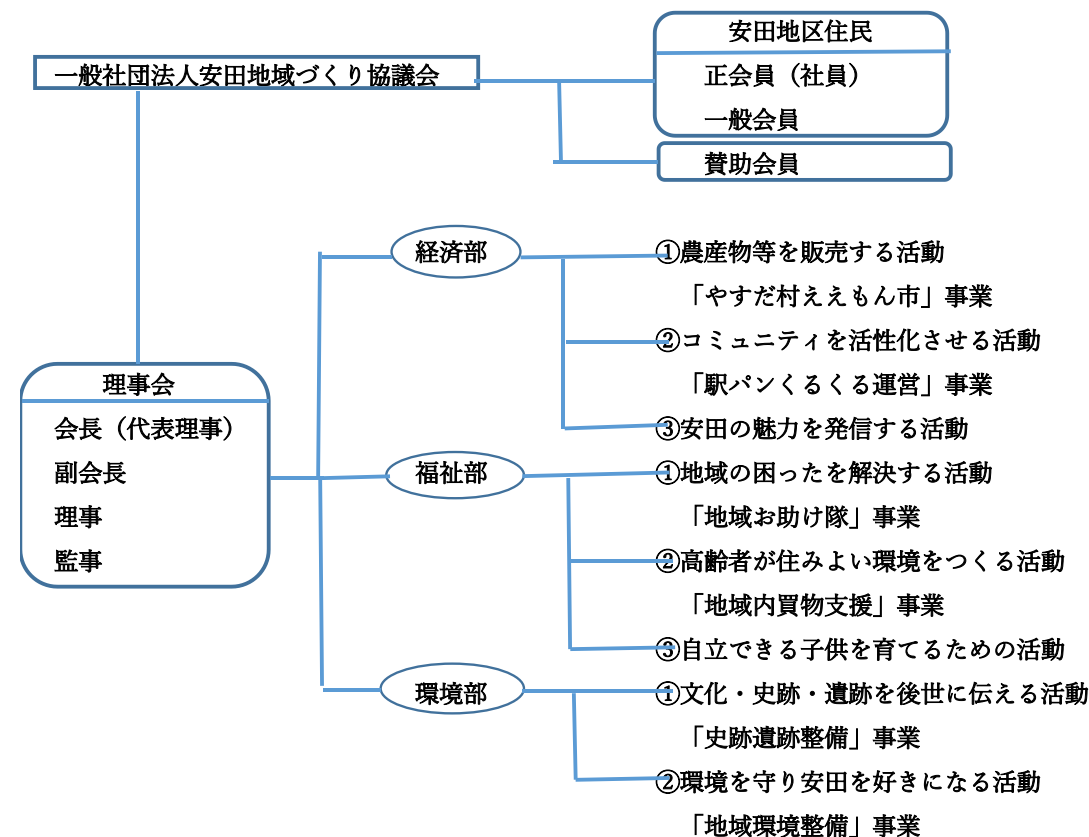 一般社団法人安田地域づくり協議会
安田地区住民
正会員（社員）
一般会員
賛助会員
理事会
会長（代表理事）
副会長
理事
監事
経済部
①農産物等を販売する活動
「やすだ村ええもん市」事業
②コミュニティを活性化させる活動
「駅パンくるくる運営」事業
③安田の魅力を発信する活動
福祉部
①地域の困ったを解決する活動
「地域お助け隊」事業
②高齢者が住みよい環境をつくる活動
「地域内買物支援」事業
③自立できる子供を育てるための活動
環境部
①文化・史跡・遺跡を後世に伝える活動
「史跡遺跡整備」事業
②環境を守り安田を好きになる活動
「地域環境整備」事業